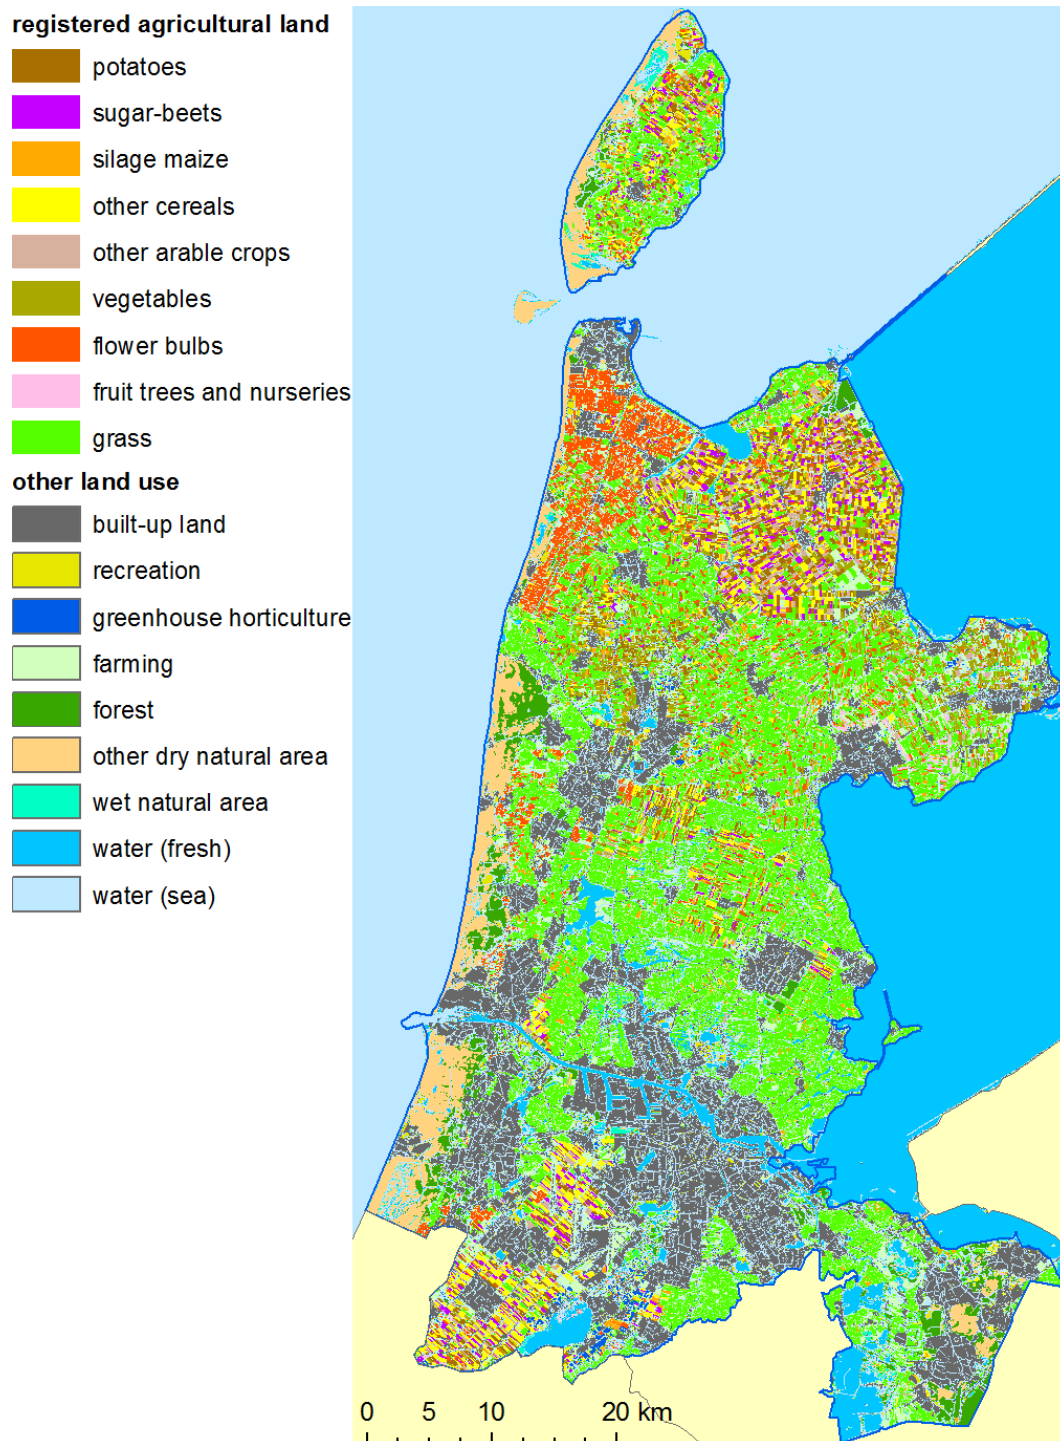 registered agricultural land
potatoes
sugar-beets
silage maize
other cereals
other arable crops
vegetables
flower bulbs
fruit trees and nurseries
grass
other land use
built-up land
recreation
greenhouse horticulture
farming
forest
other dry natural area
wet natural area
water (fresh)
water (sea)
0 5 10 20 km